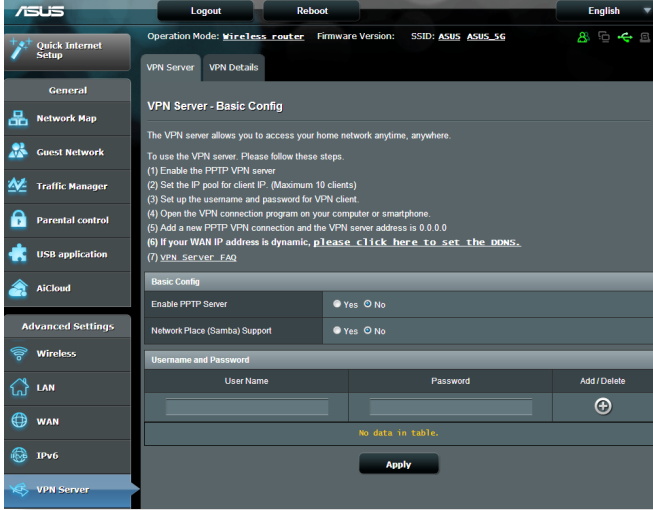 ASUS
Logout Reboot English
Quick Internet Setup
Operation Mode: Wireless router Firmware Version: SSID: ASUS ASUS_5G
VPN Server VPN Details
General
Network Map
Guest Network
Traffic Manager
Parental control
USB application
AiCloud
Advanced Settings
Wireless
LAN
WAN
IPv6
VPN Server
VPN Server - Basic Config
The VPN server allows you to access your home network anytime, anywhere.
To use the VPN server. Please follow these steps.
(1) Enable the PPTP VPN server
(2) Set the IP pool for client IP. (Maximum 10 clients)
(3) Set up the username and password for VPN client.
(4) Open the VPN connection program on your computer or smartphone.
(5) Add a new PPTP VPN connection and the VPN server address is 0.0.0.0
(6) If your WAN IP address is dynamic, please click here to set the DDNS.
(7) VPN Server FAQ
Basic Config
Enable PPTP Server Yes No
Network Place (Samba) Support Yes No
Username and Password
User Name Password Add / Delete
No data in table.
Apply